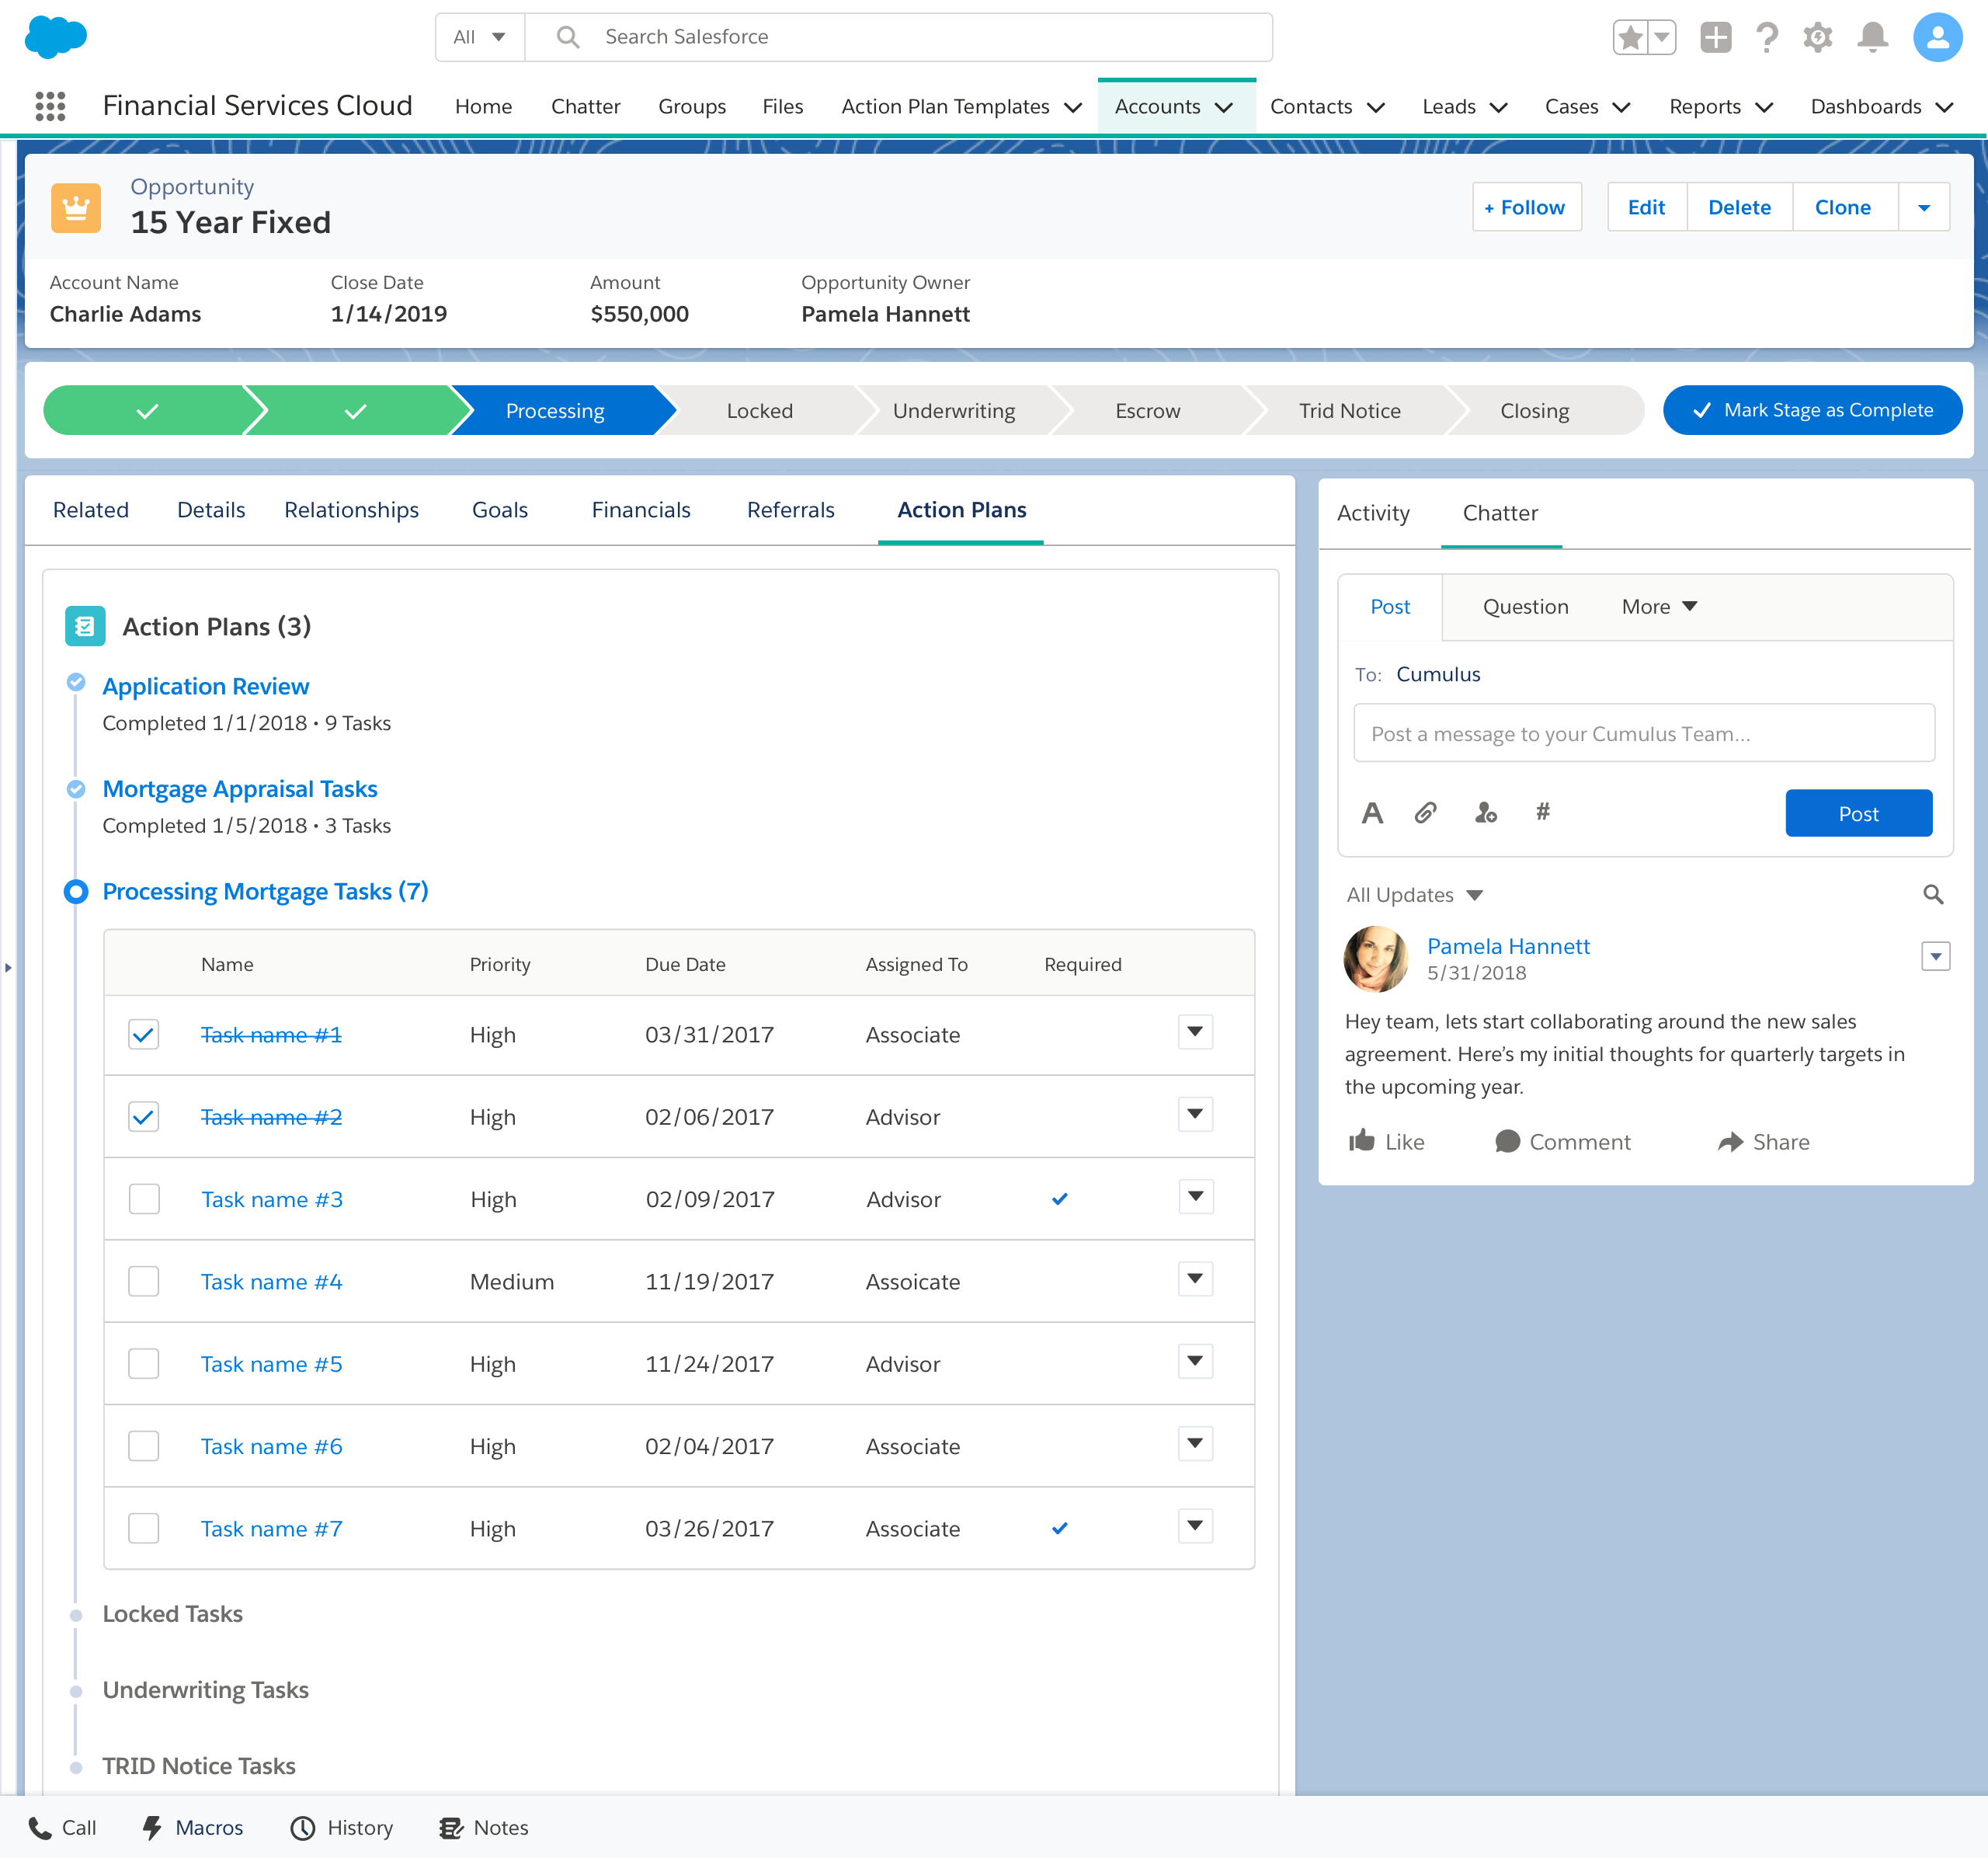 All Search Salesforce
Financial Services Cloud Home Chatter Groups Files Action Plan Templates Accounts Contacts Leads Cases Reports Dashboards
Opportunity
15 Year Fixed
+ Follow Edit Delete Clone
Account Name Close Date Amount Opportunity Owner
Charlie Adams 1/14/2019 $550,000 Pamela Hannett
Processing Locked Underwriting Escrow Trid Notice Closing Mark Stage as Complete
Related Details Relationships Goals Financials Referrals Action Plans
Action Plans (3)
Application Review
Completed 1/1/2018 • 9 Tasks
Mortgage Appraisal Tasks
Completed 1/5/2018 • 3 Tasks
Processing Mortgage Tasks (7)
Name Priority Due Date Assigned To Required
Task name #1 High 03/31/2017 Associate
Task name #2 High 02/06/2017 Advisor
Task name #3 High 02/09/2017 Advisor
Task name #4 Medium 11/19/2017 Assoicate
Task name #5 High 11/24/2017 Advisor
Task name #6 High 02/04/2017 Associate
Task name #7 High 03/26/2017 Associate
Locked Tasks
Underwriting Tasks
TRID Notice Tasks
Activity Chatter
Post Question More
To: Cumulus
Post a message to your Cumulus Team...
A # Post
All Updates
Pamela Hannett
5/31/2018
Hey team, lets start collaborating around the new sales
agreement. Here’s my initial thoughts for quarterly targets in
the upcoming year.
Like Comment Share
Call Macros History Notes